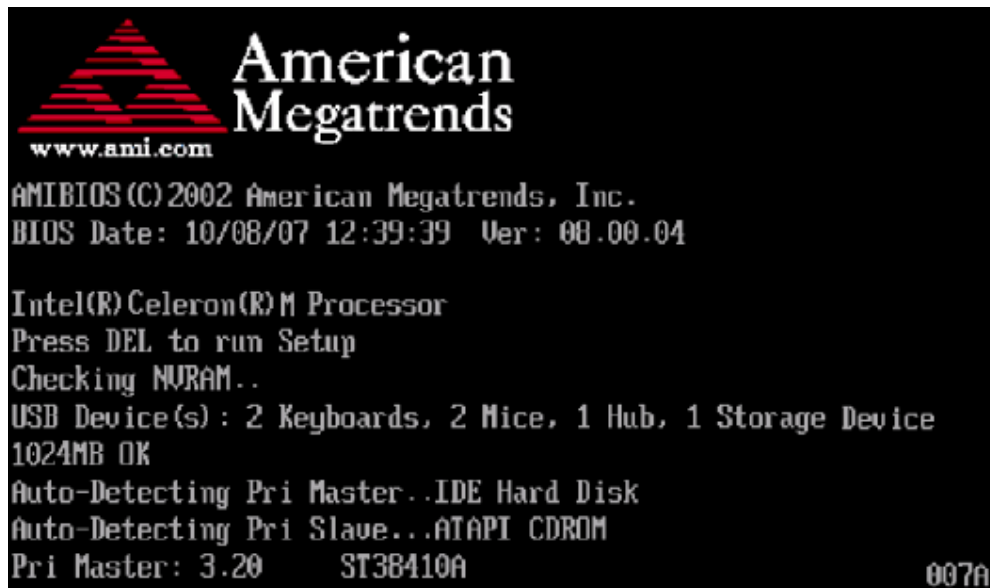 American
Megatrends
www.ami.com
AMIBIOS(C)2002 American Megatrends, Inc.
BIOS Date: 10/08/07 12:39:39 Ver: 08.00.04
Intel(R)Celeron(R)M Processor
Press DEL to run Setup
Checking NVRAM..
USB Device(s): 2 Keyboards, 2 Mice, 1 Hub, 1 Storage Device
1024MB OK
Auto-Detecting Pri Master..IDE Hard Disk
Auto-Detecting Pri Slave...ATAPI CDROM
Pri Master: 3.20 ST38410A
007A